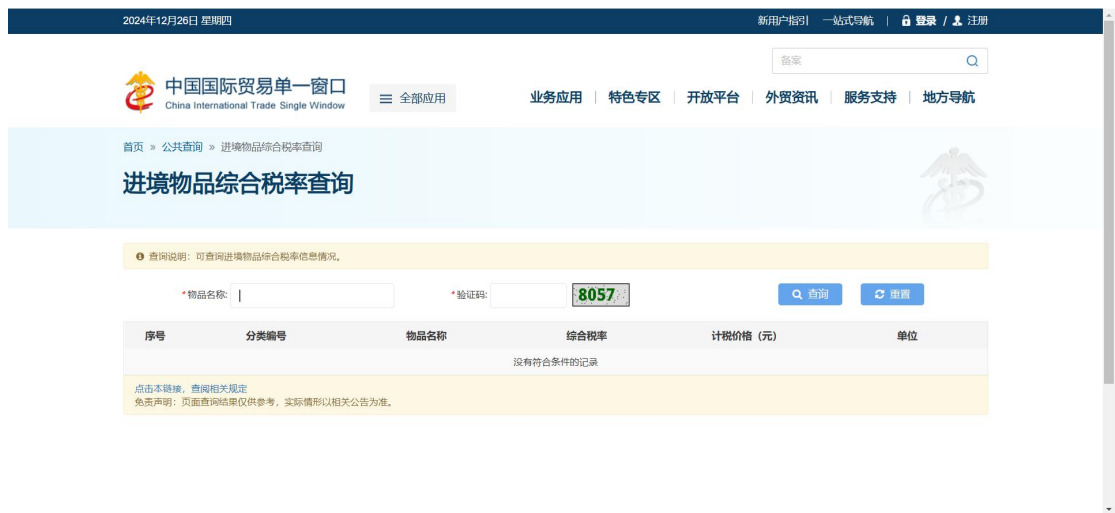 2024年12月26日 星期四 新用户指引 一站式导航 | 登录 / 注册
备案
中国国际贸易单一窗口
China International Trade Single Window
全部应用 业务应用 | 特色专区 | 开放平台 | 外贸资讯 | 服务支持 | 地方导航
首页 » 公共查询 » 进境物品综合税率查询
进境物品综合税率查询
查询说明：可查询进境物品综合税率信息情况。
*物品名称: *验证码: 8057 查询 重置
序号 分类编号 物品名称 综合税率 计税价格（元） 单位
没有符合条件的记录
点击本链接，查阅相关规定
免责声明：页面查询结果仅供参考，实际情形以相关公告为准。